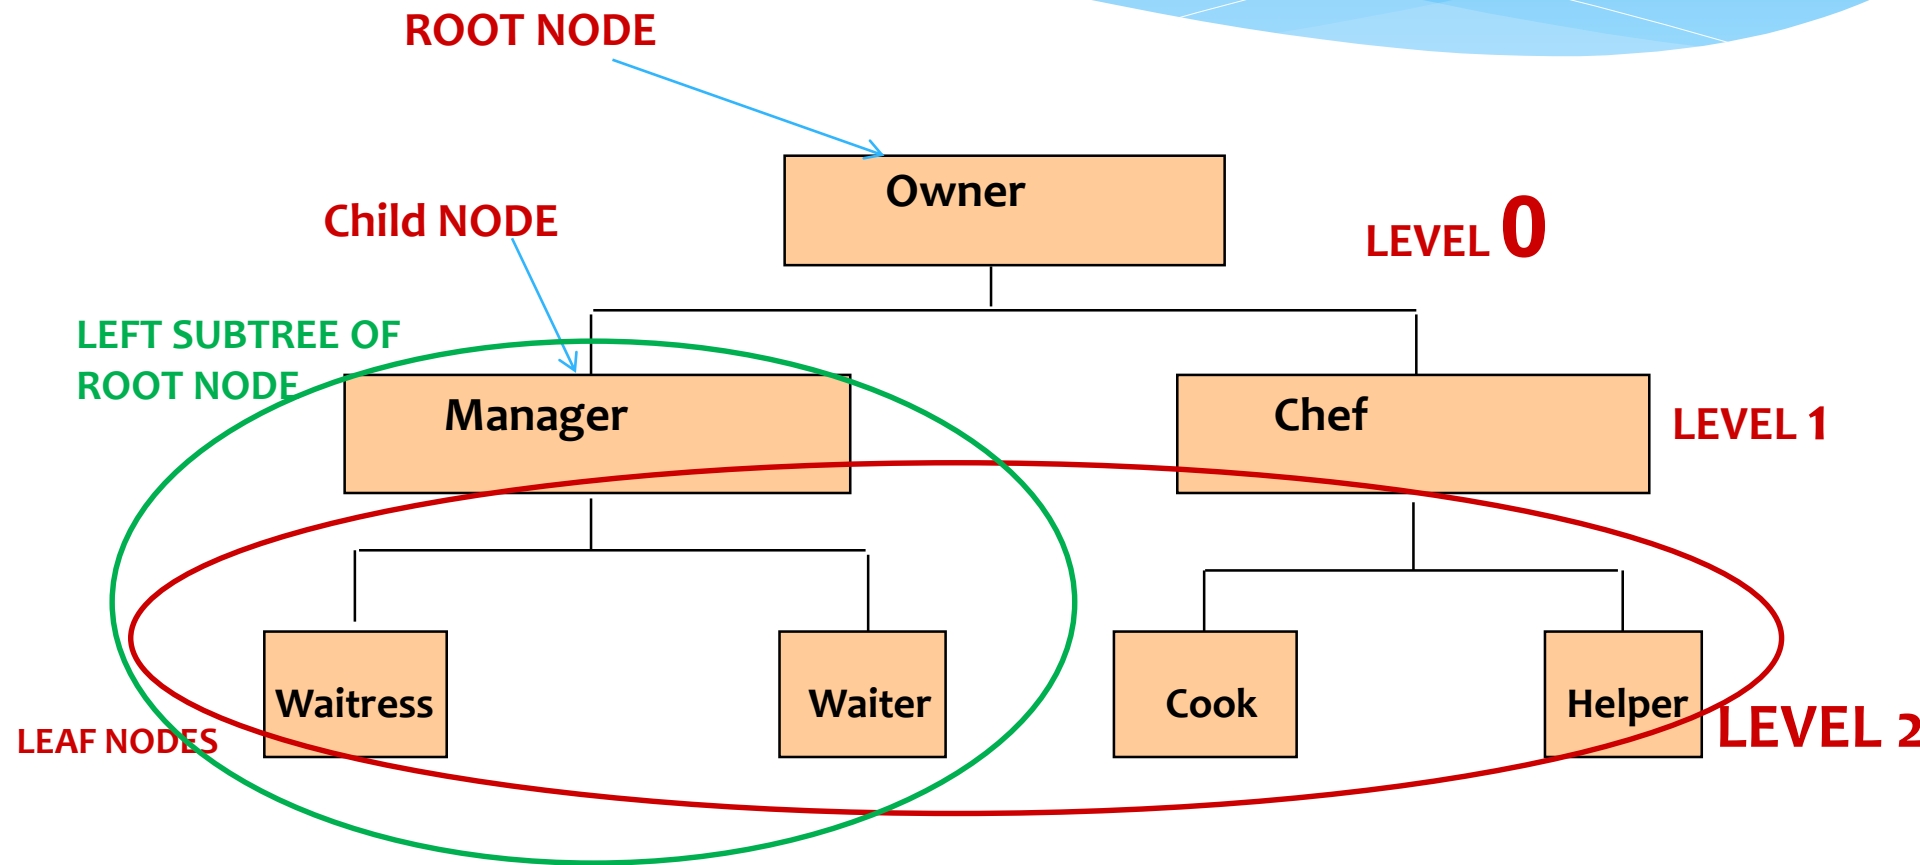 ROOT NODE
Owner
Child NODE
LEVEL 0
LEFT SUBTREE OF
ROOT NODE
Manager
Chef
LEVEL 1
Waitress
Waiter
Cook
Helper
LEAF NODES
LEVEL 2